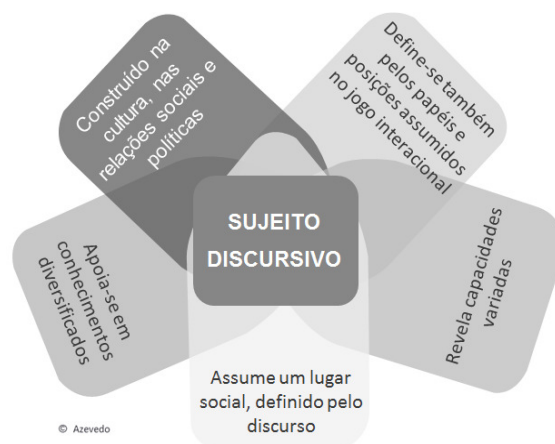 Construído na
cultura, nas
relações sociais e
políticas
Define-se também
pelos papéis e
posições assumidos
no jogo interacional
SUJEITO
DISCURSIVO
Apoia-se em
conhecimentos
diversificados
Revela capacidades
variadas
Assume um lugar
social, definido pelo
discurso
© Azevedo